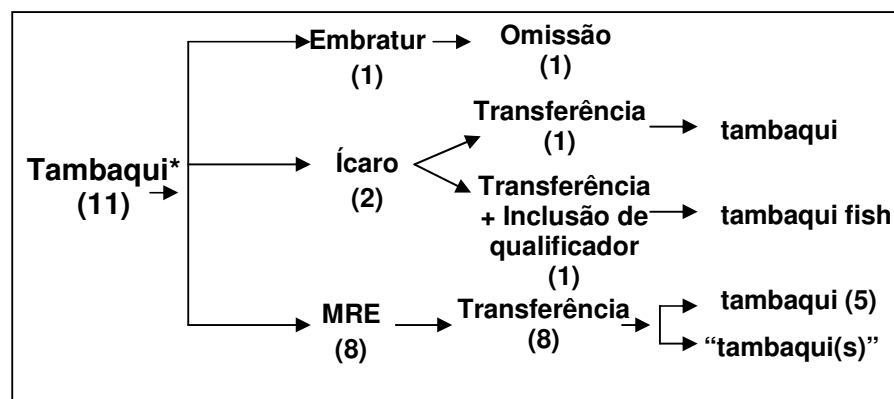 Tambaqui*
(11)
Embratur
(1)
Omissão
(1)
Ícaro
(2)
Transferência
(1)
tambaqui
Transferência
+ Inclusão de
qualificador
(1)
tambaqui fish
MRE
(8)
Transferência
(8)
tambaqui (5)
“tambaqui(s)”